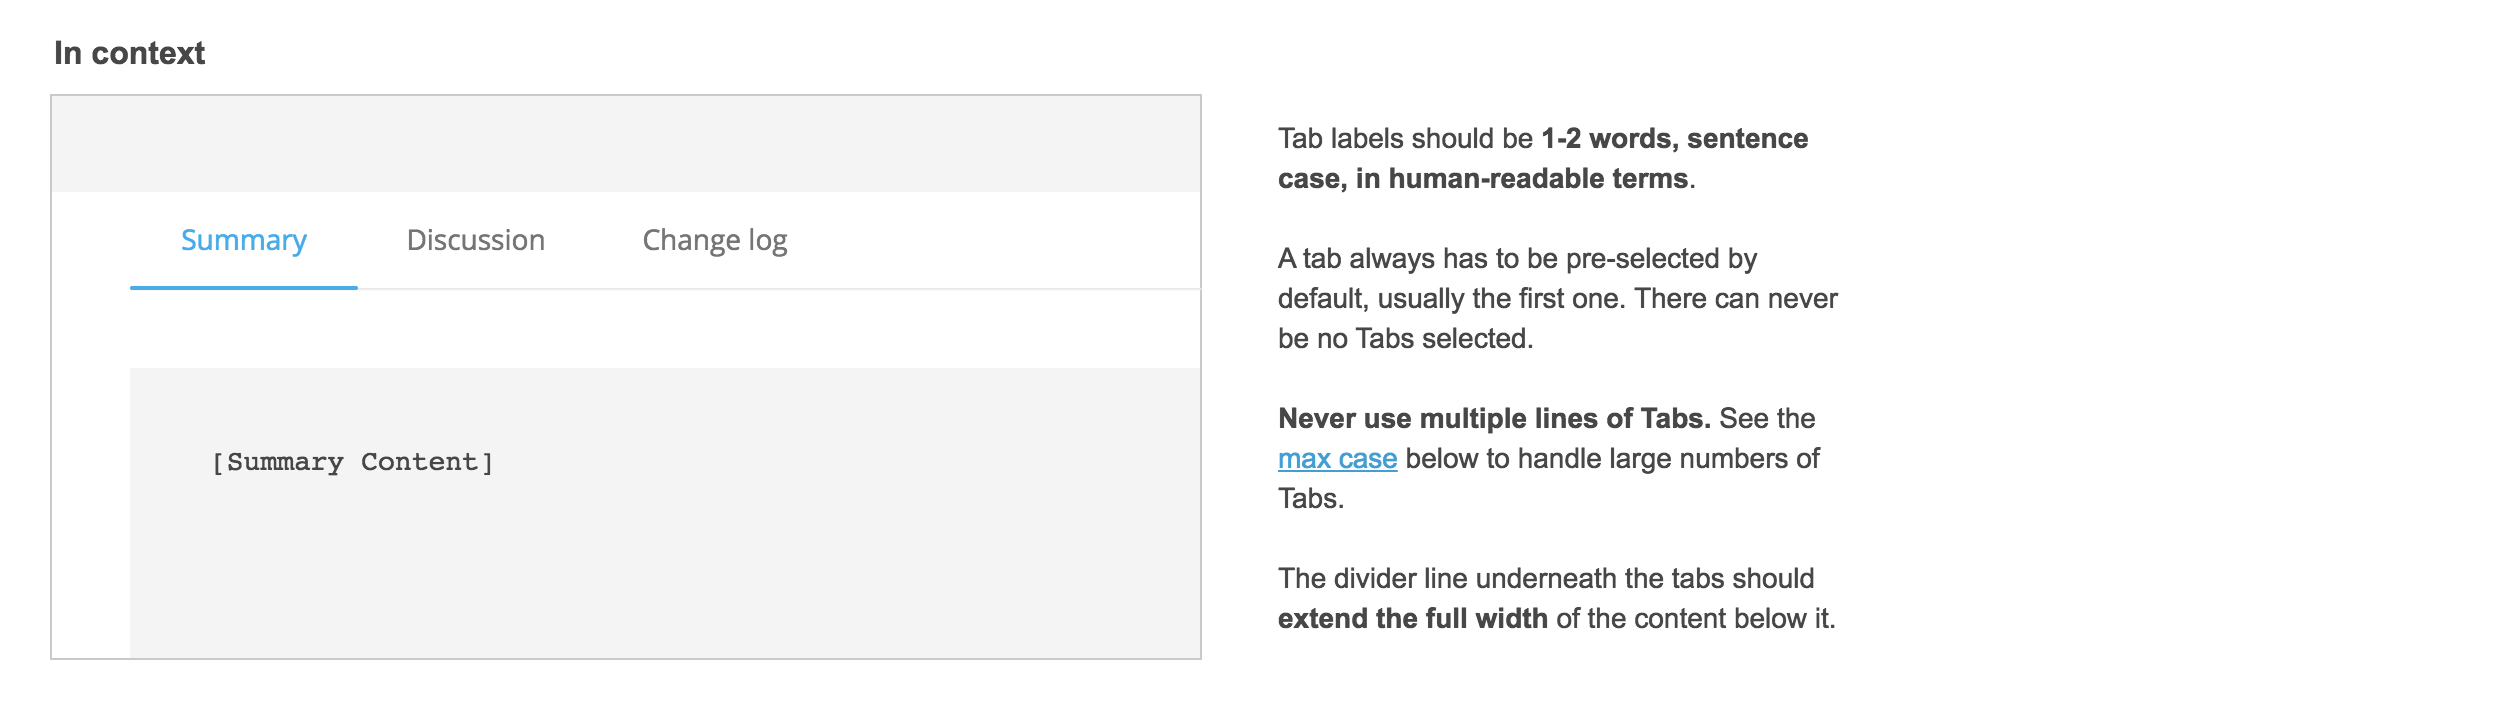 In context
Summary Discussion Change log
[Summary Content]
Tab labels should be 1-2 words, sentence
case, in human-readable terms.
A tab always has to be pre-selected by
default, usually the first one. There can never
be no Tabs selected.
Never use multiple lines of Tabs. See the
max case below to handle large numbers of
Tabs.
The divider line underneath the tabs should
extend the full width of the content below it.